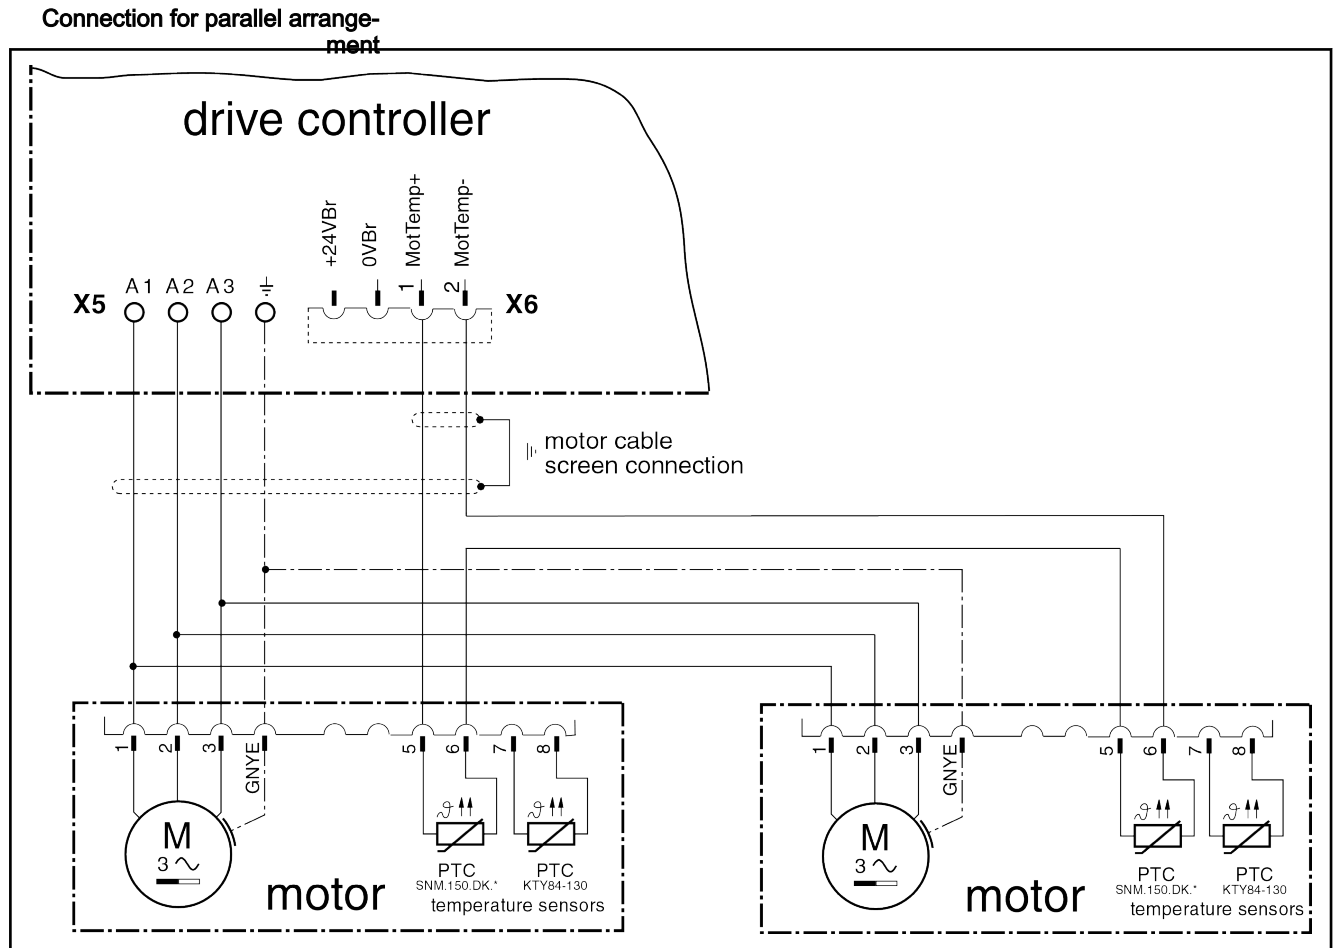 Connection for parallel arrange-
ment
drive controller
+24VBr
0VBr
MotTemp+
MotTemp-
X5
A1 A2 A3
1
2
X6
motor cable
screen connection
1 2 3 GNYE 5 6 7 8
M
3
ϑ
ϑ
PTC
SNM.150.DK.*
PTC
KTY84-130
motor
temperature sensors
1 2 3 GNYE 5 6 7 8
M
3
ϑ
ϑ
PTC
SNM.150.DK.*
PTC
KTY84-130
motor
temperature sensors